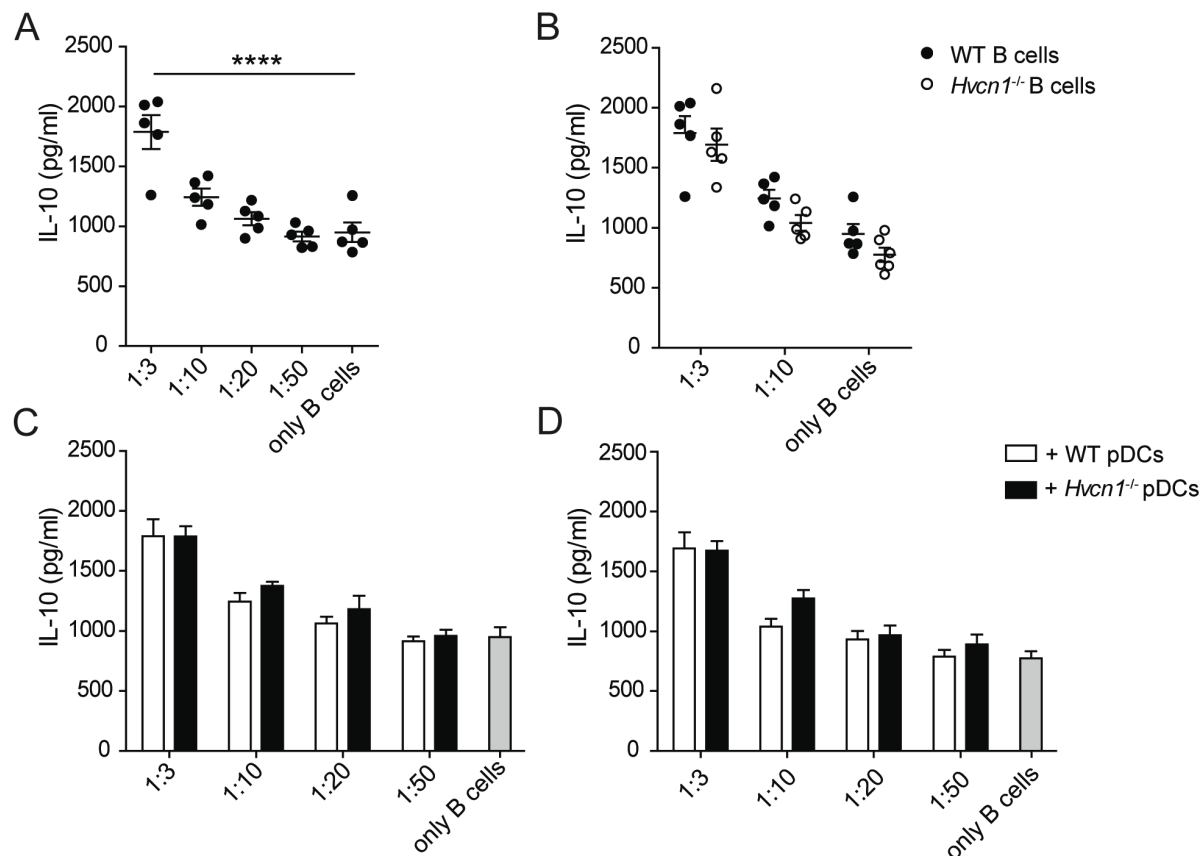 A
IL-10 (pg/ml)
2500
2000
1500
1000
500
0
****
1:3
1:10
1:20
1:50
only B cells
B
IL-10 (pg/ml)
2500
2000
1500
1000
500
0
1:3
1:10
only B cells
WT B cells
Hvcn1-/- B cells
C
IL-10 (pg/ml)
2500
2000
1500
1000
500
0
1:3
1:10
1:20
1:50
only B cells
D
IL-10 (pg/ml)
2500
2000
1500
1000
500
0
1:3
1:10
1:20
1:50
only B cells
+ WT pDCs
+ Hvcn1-/- pDCs